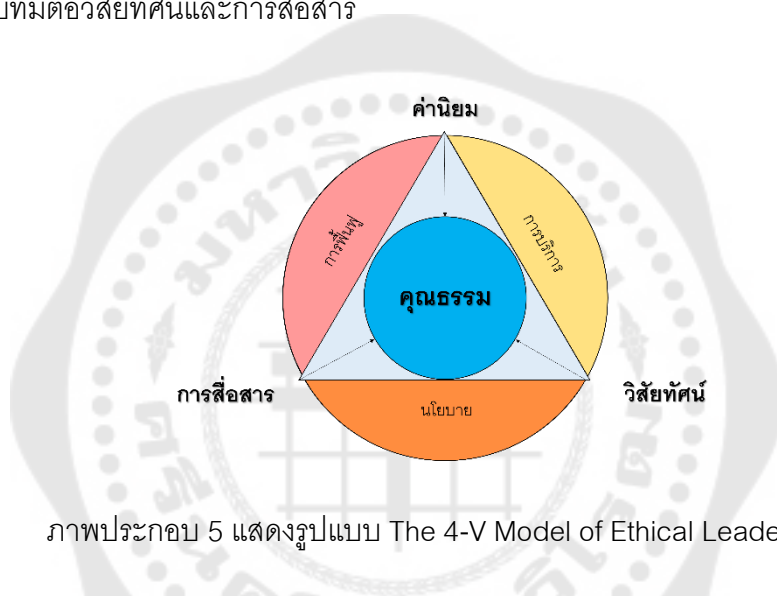 ค่านิยม
การฟื้นฟู
การบริการ
คุณธรรม
การสื่อสาร
วิสัยทัศน์
นโยบาย
ภาพประกอบ 5 แสดงรูปแบบ The 4-V Model of Ethical